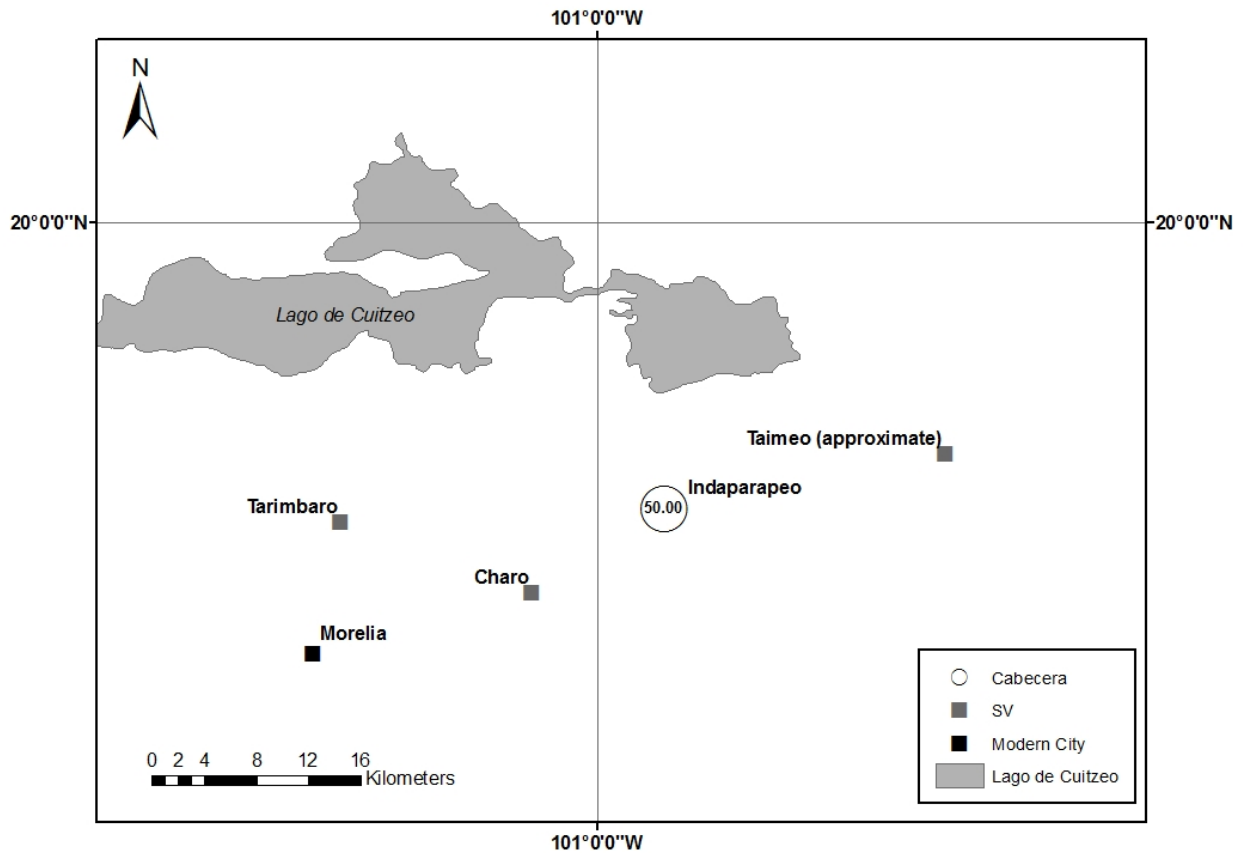 101°0'0"W
N
20°0'0"N
20°0'0"N
Lago de Cuitzeo
Taimeo (approximate)
Indaparapeo
50.00
Tarimbaro
Charo
Morelia
0 2 4 8 12 16
Kilometers
Cabecera
SV
Modern City
Lago de Cuitzeo
101°0'0"W